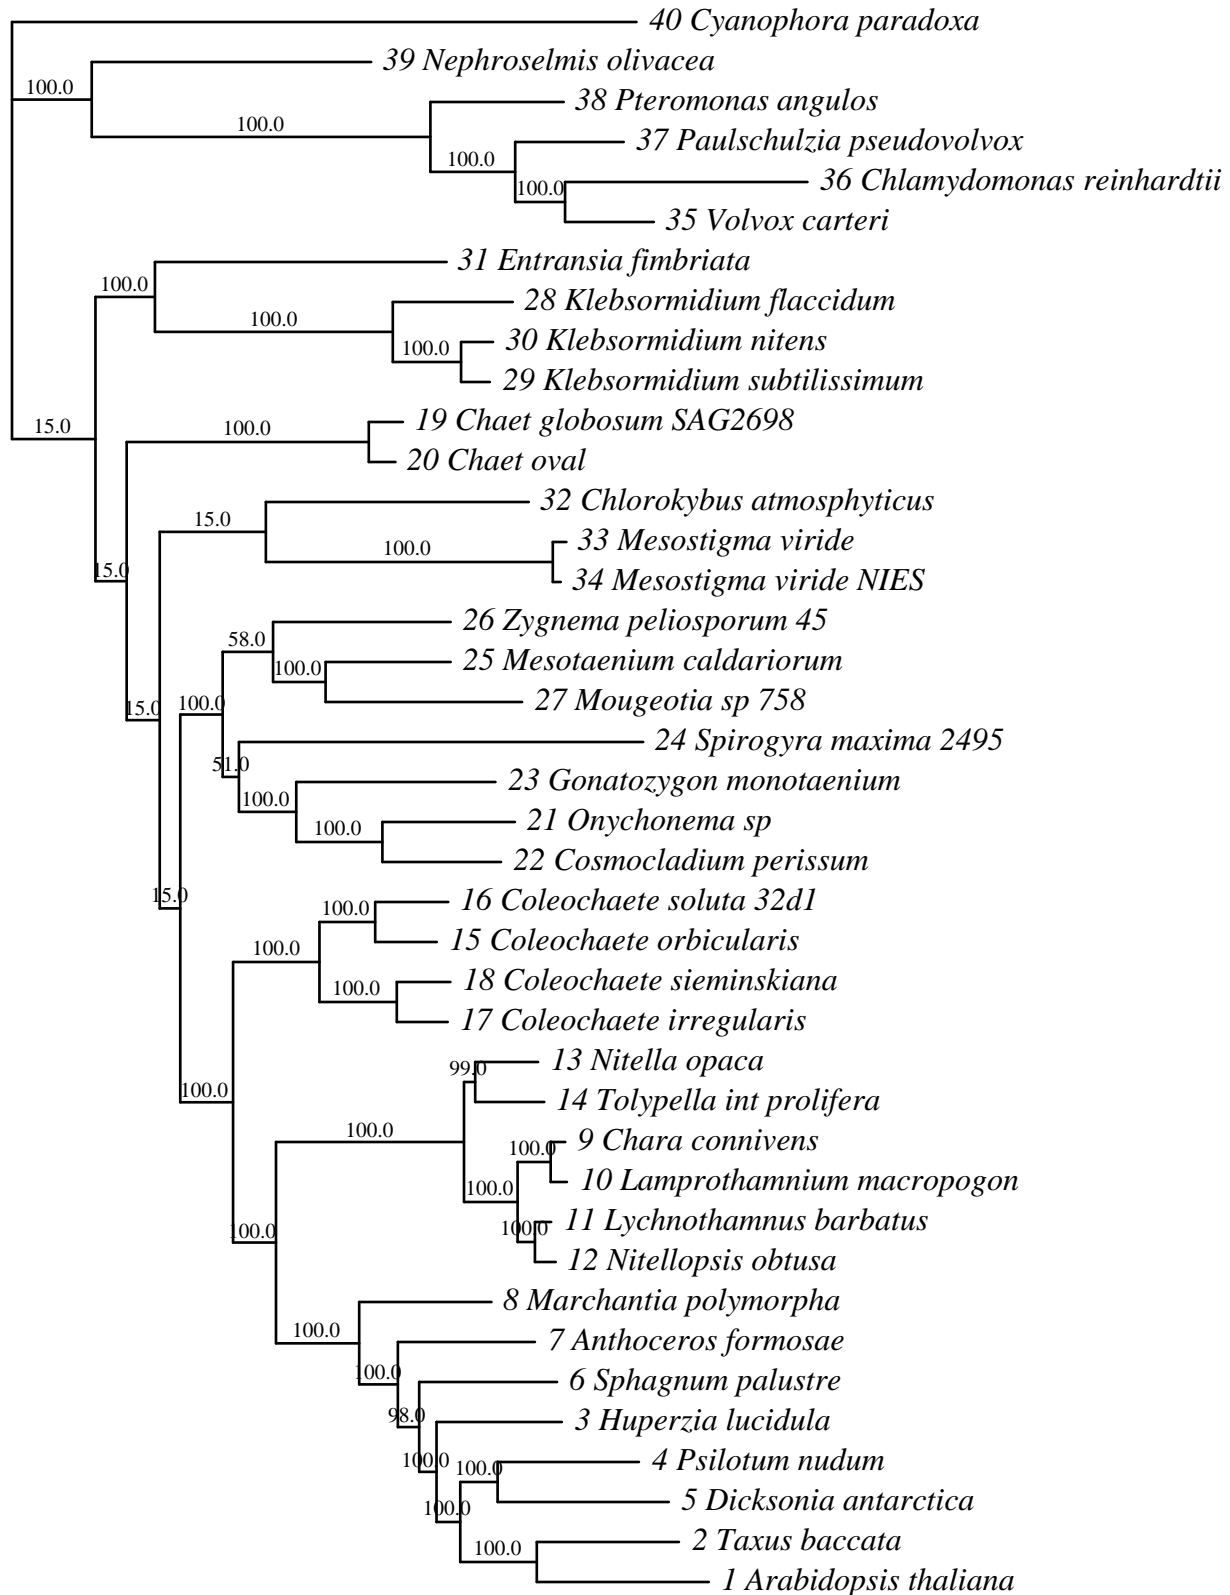 40 Cyanophora paradoxa
39 Nephroselmis olivacea
100.0
38 Pteromonas angulos
100.0
37 Paulschulzia pseudovolvox
100.0
36 Chlamydomonas reinhardtii
100.0
35 Volvox carteri
31 Entransia fimbriata
100.0
28 Klebsormidium flaccidum
100.0
30 Klebsormidium nitens
100.0
29 Klebsormidium subtilissimum
19 Chaet globosum SAG2698
15.0
100.0
20 Chaet oval
32 Chlorokybus atmosphyticus
15.0
33 Mesostigma viride
100.0
15.0
34 Mesostigma viride NIES
26 Zygnema peliosporum 45
58.0
25 Mesotaenium caldariorum
100.0
27 Mougeotia sp 758
15.0
100.0
24 Spirogyra maxima 2495
51.0
23 Gonatozygon monotaenium
100.0
21 Onychonema sp
100.0
22 Cosmocladium perissum
15.0
16 Coleochaete soluta 32d1
100.0
15 Coleochaete orbicularis
100.0
18 Coleochaete sieminskiana
100.0
17 Coleochaete irregularis
13 Nitella opaca
99.0
100.0
14 Tolypella int prolifera
100.0
9 Chara connivens
100.0
10 Lamprothamnium macropogon
100.0
11 Lychnothamnus barbatus
100.0
100.0
12 Nitellopsis obtusa
8 Marchantia polymorpha
100.0
7 Anthoceros formosae
100.0
6 Sphagnum palustre
98.0
3 Huperzia lucidula
100.0
4 Psilotum nudum
100.0
5 Dicksonia antarctica
100.0
2 Taxus baccata
100.0
1 Arabidopsis thaliana